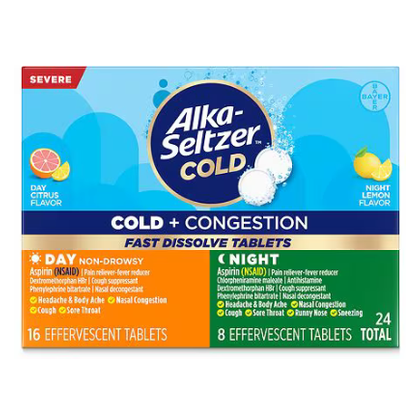 SEVERE
Alka-
Seltzer™
COLD
BAYER
BAYER
DAY
CITRUS
FLAVOR
NIGHT
LEMON
FLAVOR
COLD + CONGESTION
FAST DISSOLVE TABLETS
DAY NON-DROWSY
Aspirin (NSAID) | Pain reliever-fever reducer
Dextromethorphan HBr | Cough suppressant
Phenylephrine bitartrate | Nasal decongestant
Headache & Body Ache Nasal Congestion
Cough Sore Throat
16 EFFERVESCENT TABLETS
NIGHT
Aspirin (NSAID) | Pain reliever-fever reducer
Chlorpheniramine maleate | Antihistamine
Dextromethorphan HBr | Cough suppressant
Phenylephrine bitartrate | Nasal decongestant
Headache & Body Ache Nasal Congestion
Cough Sore Throat Runny Nose Sneezing
8 EFFERVESCENT TABLETS
24
TOTAL